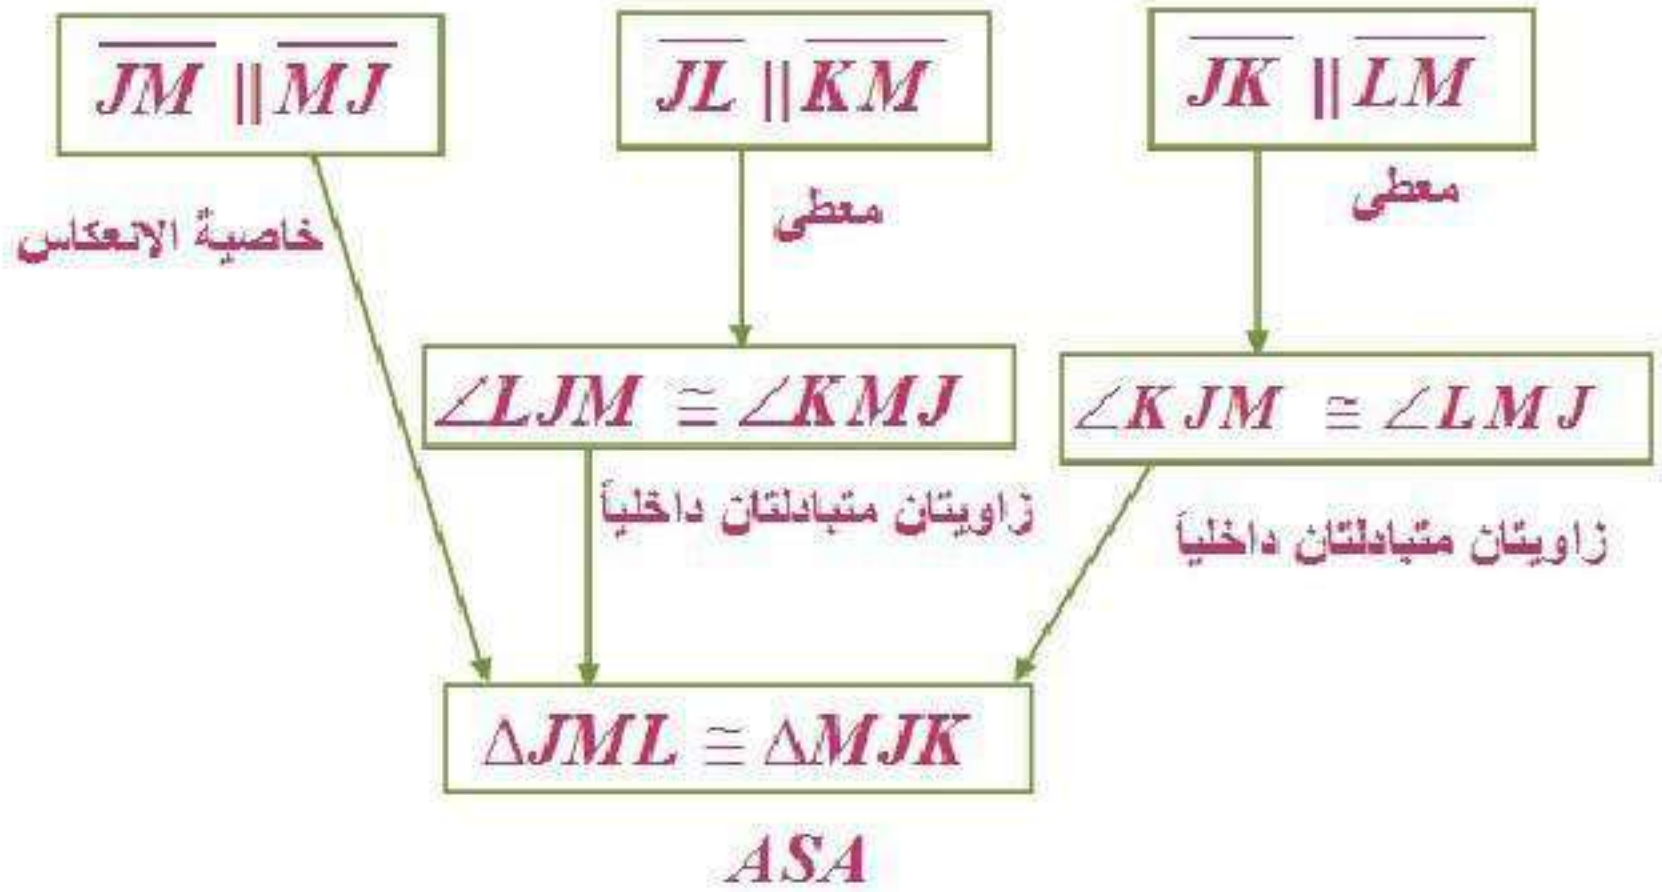 JM || MJ
JL || KM
JK || LM
خاصية الانعكاس
معطى
معطى
∠LJM ≅ ∠KMJ
∠KJM ≅ ∠LMJ
زاويتان متبادلتان داخلياً
زاويتان متبادلتان داخلياً
ΔJML ≅ ΔMJK
ASA